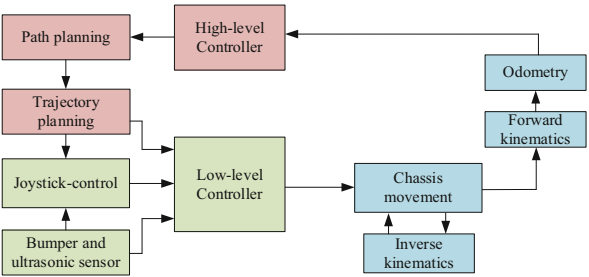 Path planning
High-level
Controller
Odometry
Trajectory
planning
Forward
kinematics
Joystick-control
Low-level
Controller
Chassis
movement
Bumper and
ultrasonic sensor
Inverse
kinematics